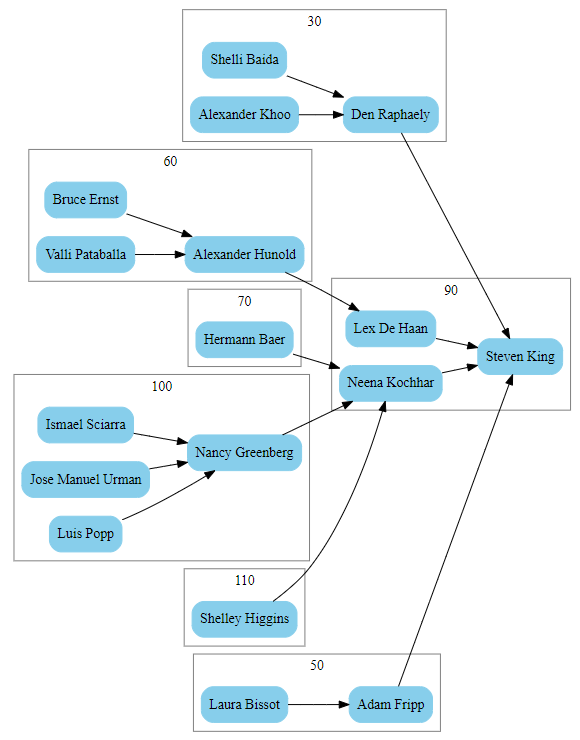 30
Shelli Baida
Alexander Khoo
Den Raphaely
60
Bruce Ernst
Valli Pataballa
Alexander Hunold
70
Hermann Baer
90
Lex De Haan
Neena Kochhar
Steven King
100
Ismael Sciarra
Jose Manuel Urman
Luis Popp
Nancy Greenberg
110
Shelley Higgins
50
Laura Bissot
Adam Fripp